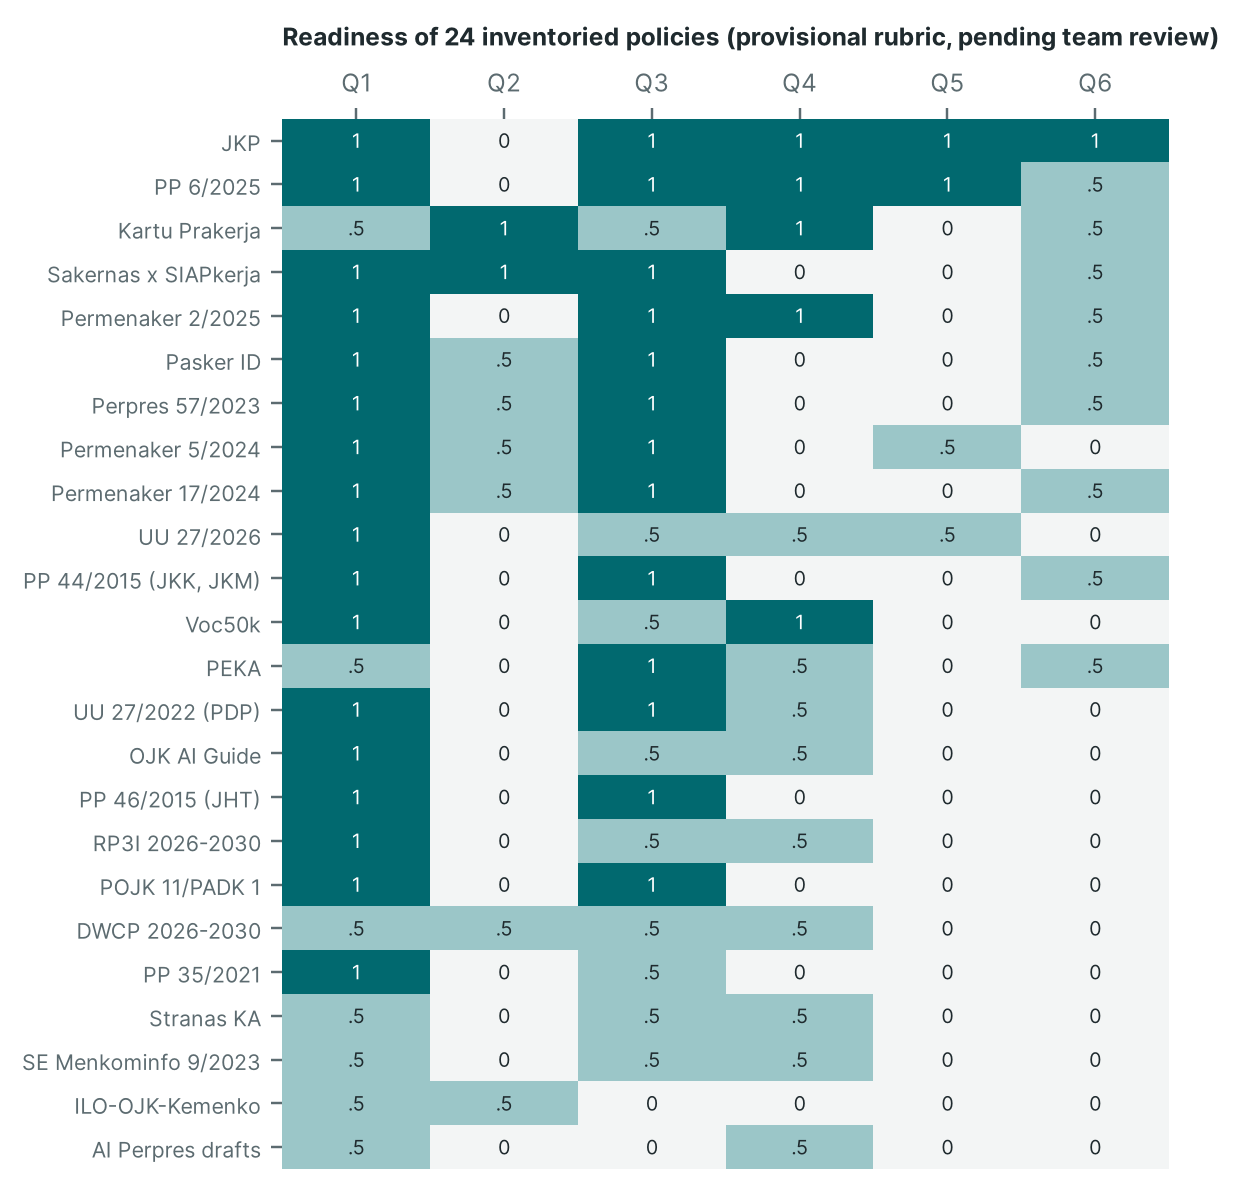 Readiness of 24 inventoried policies (provisional rubric, pending team review)
Q1 Q2 Q3 Q4 Q5 Q6
JKP 1 0 1 1 1 1
PP 6/2025 1 0 1 1 1 .5
Kartu Prakerja .5 1 .5 1 0 .5
Sakernas x SIAPkerja 1 1 1 0 0 .5
Permenaker 2/2025 1 0 1 1 0 .5
Pasker ID 1 .5 1 0 0 .5
Perpres 57/2023 1 .5 1 0 0 .5
Permenaker 5/2024 1 .5 1 0 .5 0
Permenaker 17/2024 1 .5 1 0 0 .5
UU 27/2026 1 0 .5 .5 .5 0
PP 44/2015 (JKK, JKM) 1 0 1 0 0 .5
Voc50k 1 0 .5 1 0 0
PEKA .5 0 1 .5 0 .5
UU 27/2022 (PDP) 1 0 1 .5 0 0
OJK AI Guide 1 0 .5 .5 0 0
PP 46/2015 (JHT) 1 0 1 0 0 0
RP3I 2026-2030 1 0 .5 .5 0 0
POJK 11/PADK 1 1 0 1 0 0 0
DWCP 2026-2030 .5 .5 .5 .5 0 0
PP 35/2021 1 0 .5 0 0 0
Stranas KA .5 0 .5 .5 0 0
SE Menkominfo 9/2023 .5 0 .5 .5 0 0
ILO-OJK-Kemenko .5 .5 0 0 0 0
AI Perpres drafts .5 0 0 .5 0 0